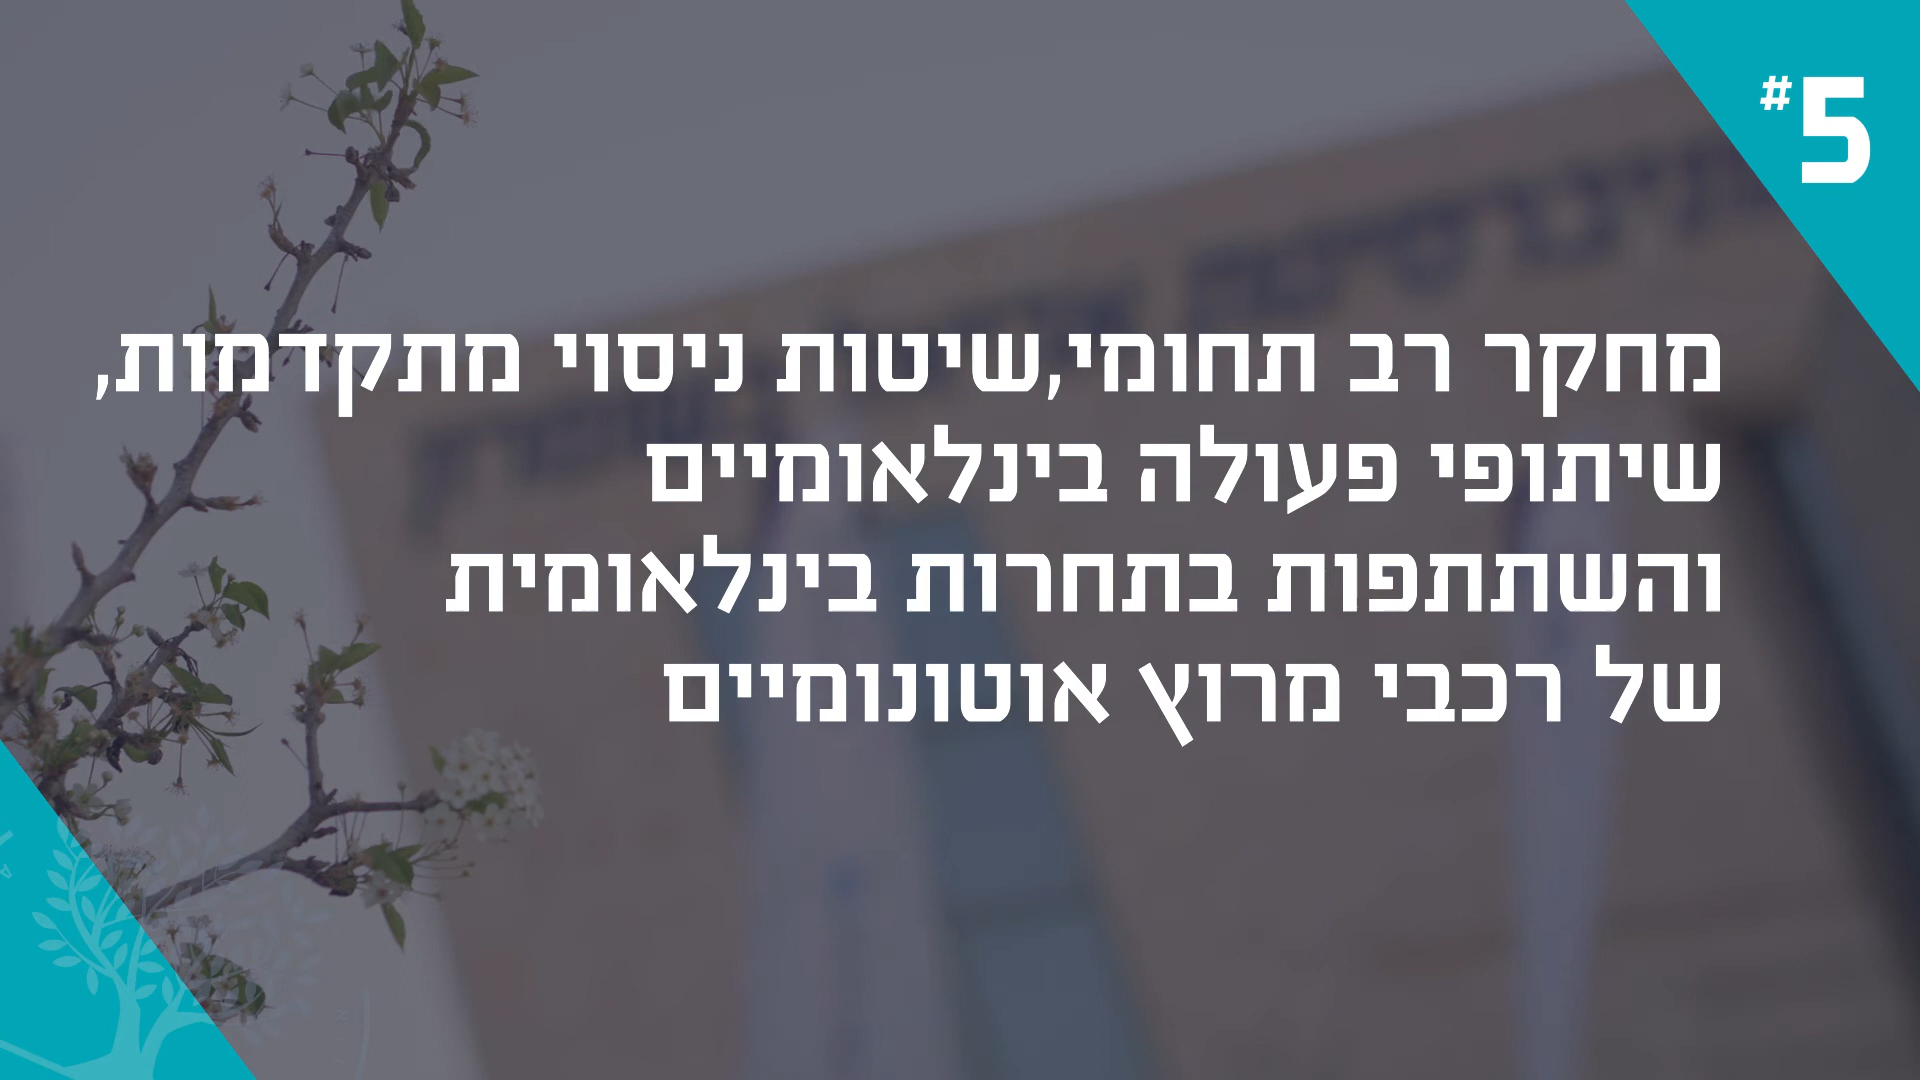 #5
מחקר רב תחומי,שיטות ניסוי מתקדמות,
שיתופי פעולה בינלאומיים
והשתתפות בתחרות בינלאומית
של רכבי מרוץ אוטונומיים